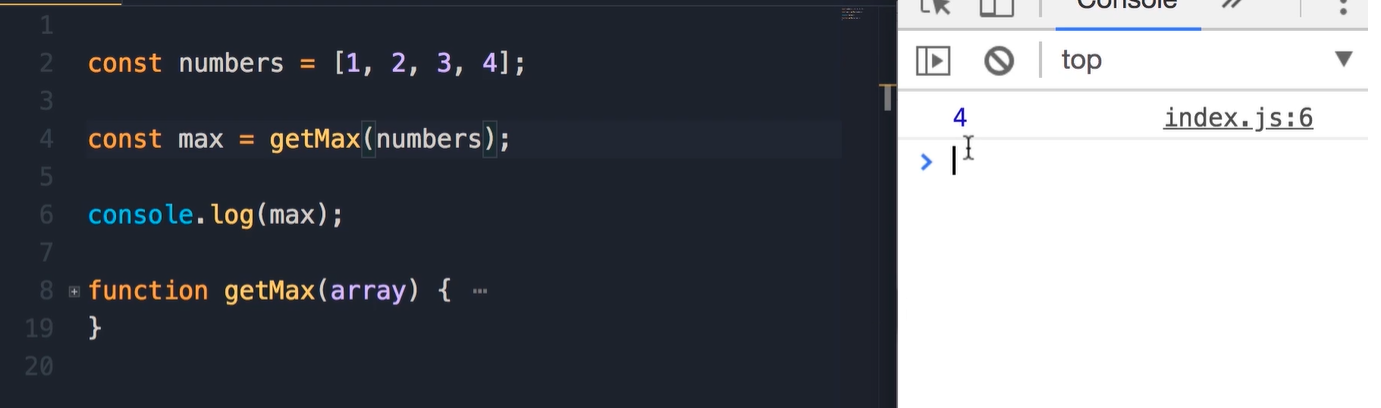 1
2 const numbers = [1, 2, 3, 4];
3
4 const max = getMax(numbers);
5
6 console.log(max);
7
8 function getMax(array) { ⋯
19 }
20
Console »
top
4 index.js:6
>